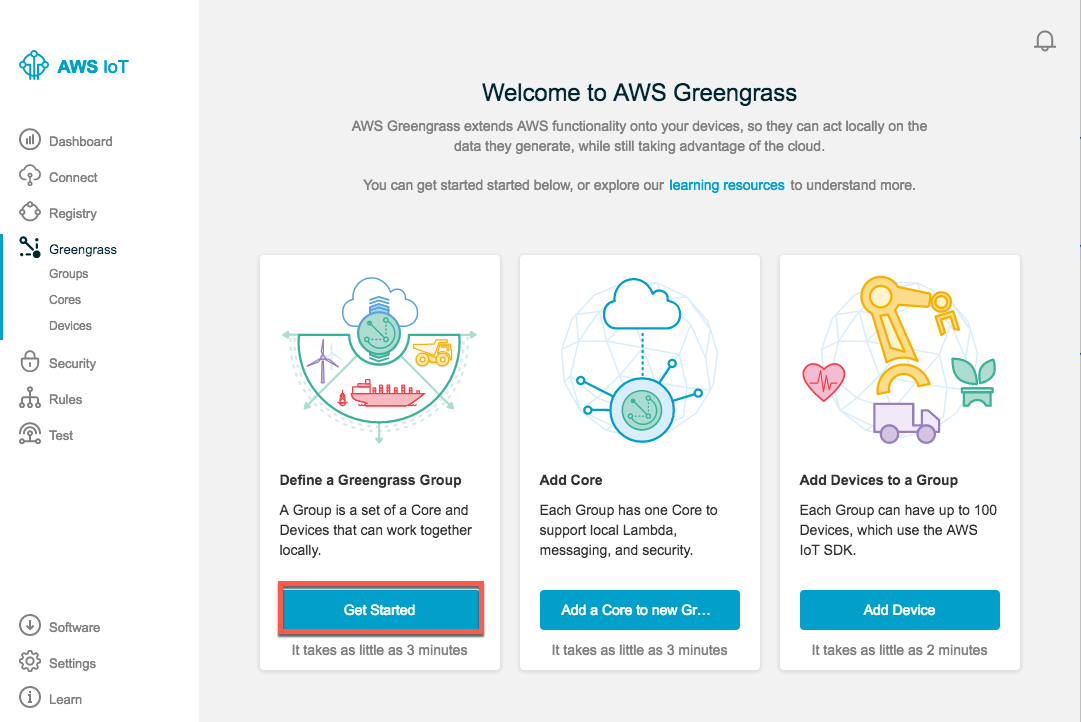 AWS IoT
Dashboard
Connect
Registry
Greengrass
Groups
Cores
Devices
Security
Rules
Test
Software
Settings
Learn
Welcome to AWS Greengrass
AWS Greengrass extends AWS functionality onto your devices, so they can act locally on the
data they generate, while still taking advantage of the cloud.
You can get started started below, or explore our learning resources to understand more.
Define a Greengrass Group
A Group is a set of a Core and
Devices that can work together
locally.
Get Started
It takes as little as 3 minutes
Add Core
Each Group has one Core to
support local Lambda,
messaging, and security.
Add a Core to new Gr...
It takes as little as 3 minutes
Add Devices to a Group
Each Group can have up to 100
Devices, which use the AWS
IoT SDK.
Add Device
It takes as little as 2 minutes